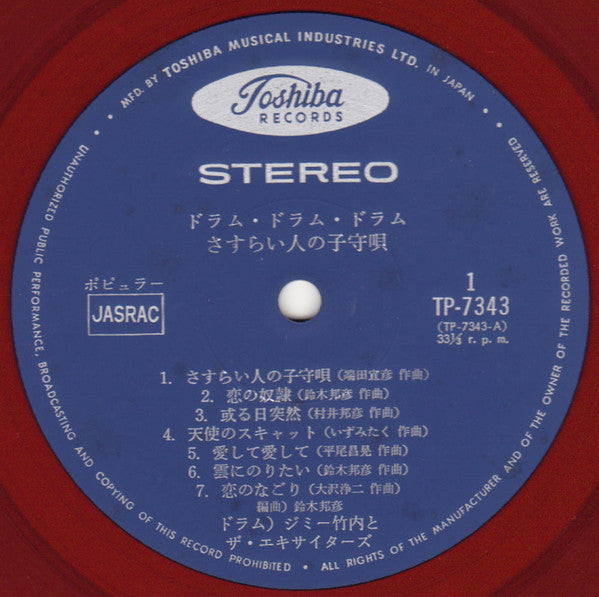 MFD. BY TOSHIBA MUSICAL INDUSTRIES LTD. IN JAPAN
Toshiba
RECORDS
STEREO
ドラム・ドラム・ドラム
さすらい人の子守唄
ポピュラー
JASRAC
1
TP-7343
(TP-7343-A)
33⅓ r. p. m.
1. さすらい人の子守唄(端田宣彦 作曲)
2. 恋の奴隷(鈴木邦彦 作曲)
3. 或る日突然(村井邦彦 作曲)
4. 天使のスキャット(いずみたく 作曲)
5. 愛して愛して(平尾昌晃 作曲)
6. 雲にのりたい(鈴木邦彦 作曲)
7. 恋のなごり(大沢浄二 作曲)
編曲) 鈴木邦彦
ドラム) ジミー竹内と
ザ・エキサイターズ
UNAUTHORIZED PUBLIC PERFORMANCE, BROADCASTING AND COPYING OF THIS RECORD PROHIBITED • ALL RIGHTS OF THE MANUFACTURER AND OF THE OWNER OF THE RECORDED WORK ARE RESERVED